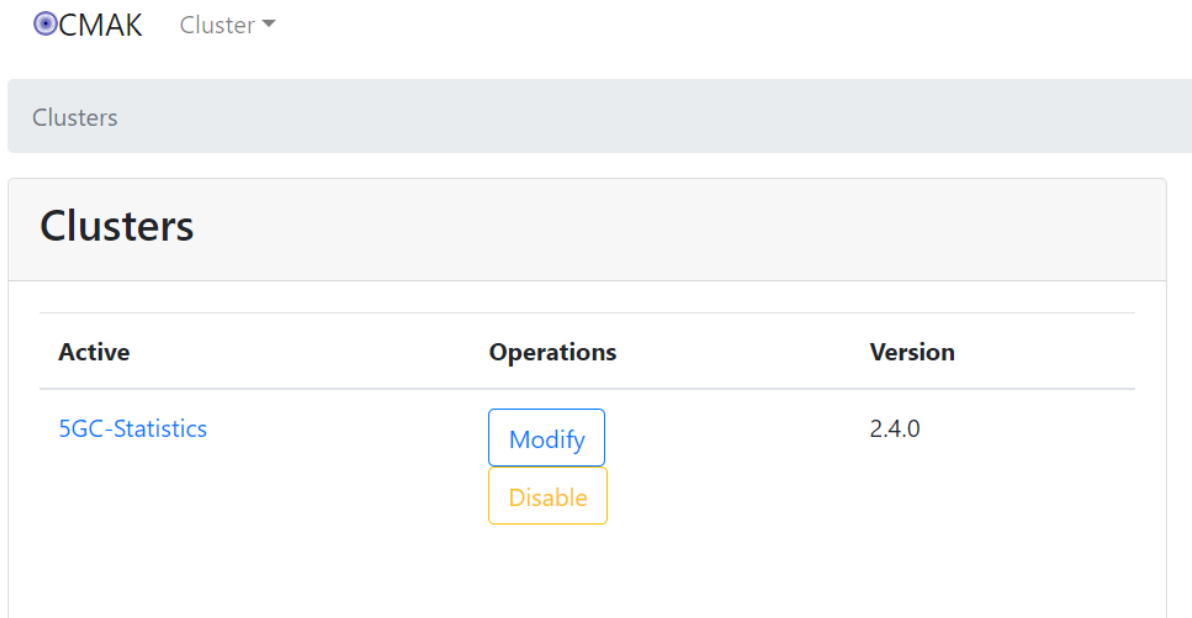 CMAK Cluster
Clusters
Clusters
Active Operations Version
5GC-Statistics Modify 2.4.0
Disable